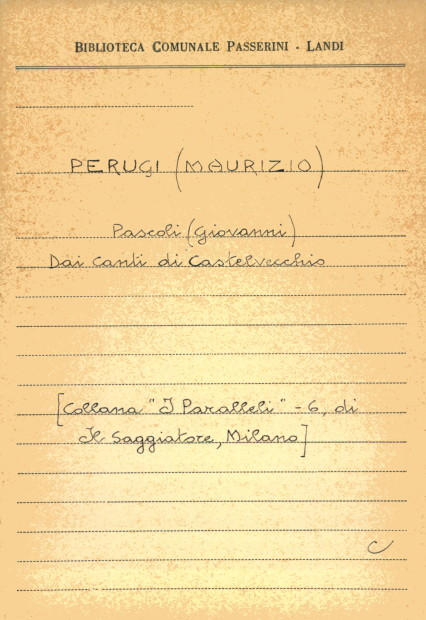 BIBLIOTECA COMUNALE PASSERINI - LANDI
PERUGI (MAURIZIO)
Pascoli (Giovanni)
Dai Canti di Castelvecchio
[Collana "I Paralleli" - 6, di
Il Saggiatore, Milano]
C